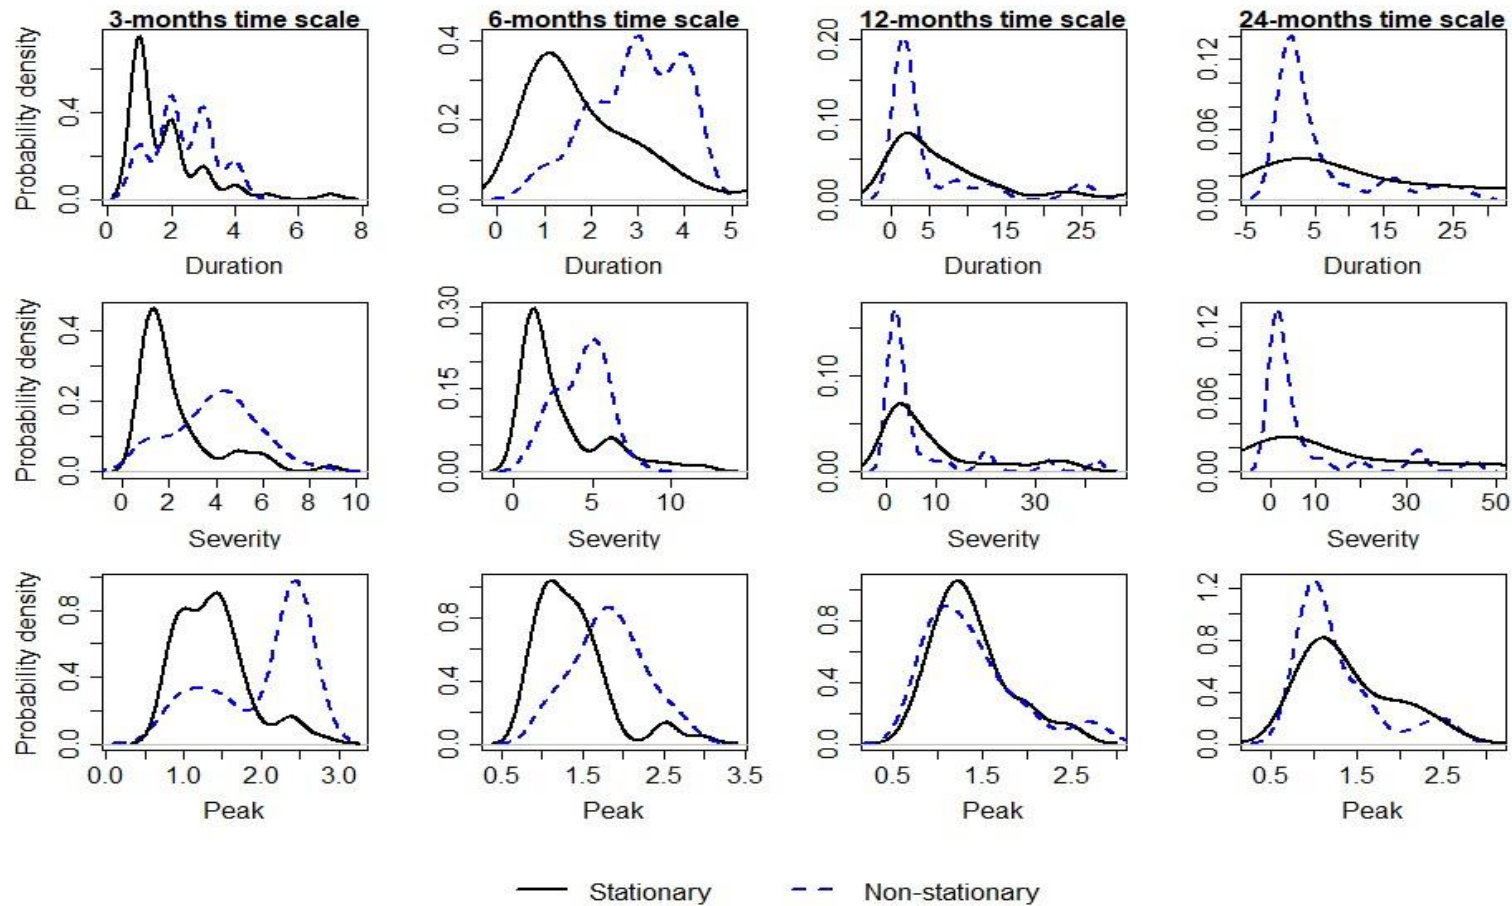 3-months time scale 6-months time scale 12-months time scale 24-months time scale
Probability density 0.0 0.4 0.0 0.2 0.4 0.00 0.10 0.20 0.00 0.06 0.12
0 2 4 6 8 0 1 2 3 4 5 0 5 15 25 -5 5 15 25
Duration Duration Duration Duration
Probability density 0.0 0.2 0.4 0.00 0.15 0.30 0.00 0.10 0.00 0.06 0.12
0 2 4 6 8 10 0 5 10 0 10 30 0 10 30 50
Severity Severity Severity Severity
Probability density 0.0 0.4 0.8 0.0 0.4 0.8 0.0 0.4 0.8 0.0 0.4 0.8 1.2
0.0 1.0 2.0 3.0 0.5 1.5 2.5 3.5 0.5 1.5 2.5 0.5 1.5 2.5
Peak Peak Peak Peak
Stationary Non-stationary